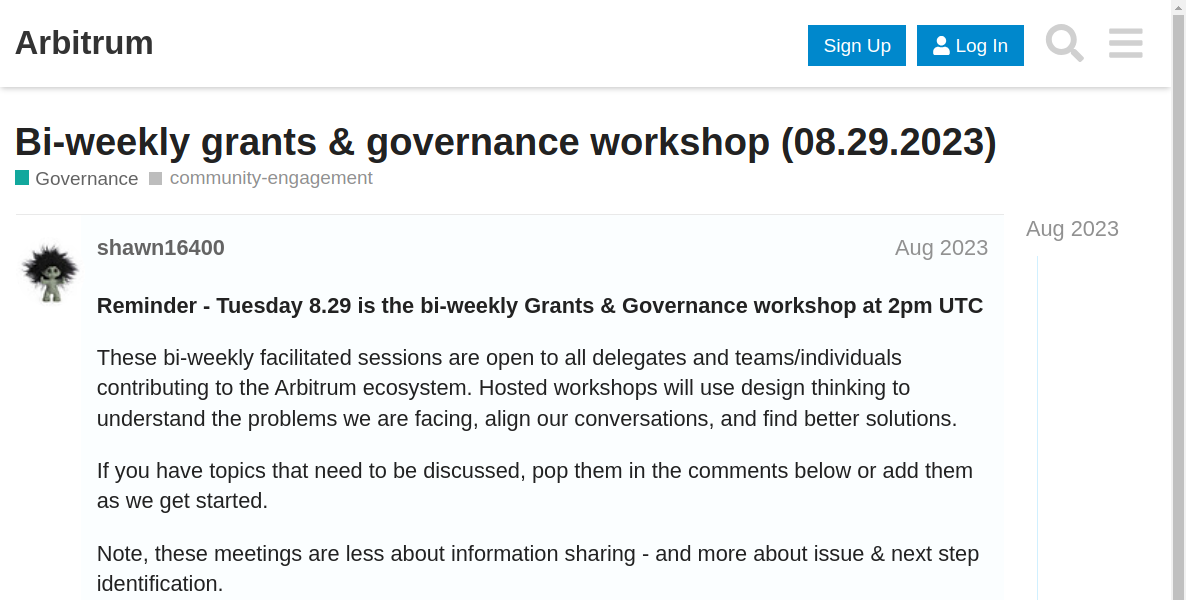 Arbitrum
Sign Up
Log In
Bi-weekly grants & governance workshop (08.29.2023)
Governance
community-engagement
shawn16400
Aug 2023
Aug 2023
Reminder - Tuesday 8.29 is the bi-weekly Grants & Governance workshop at 2pm UTC
These bi-weekly facilitated sessions are open to all delegates and teams/individuals
contributing to the Arbitrum ecosystem. Hosted workshops will use design thinking to
understand the problems we are facing, align our conversations, and find better solutions.
If you have topics that need to be discussed, pop them in the comments below or add them
as we get started.
Note, these meetings are less about information sharing - and more about issue & next step
identification.